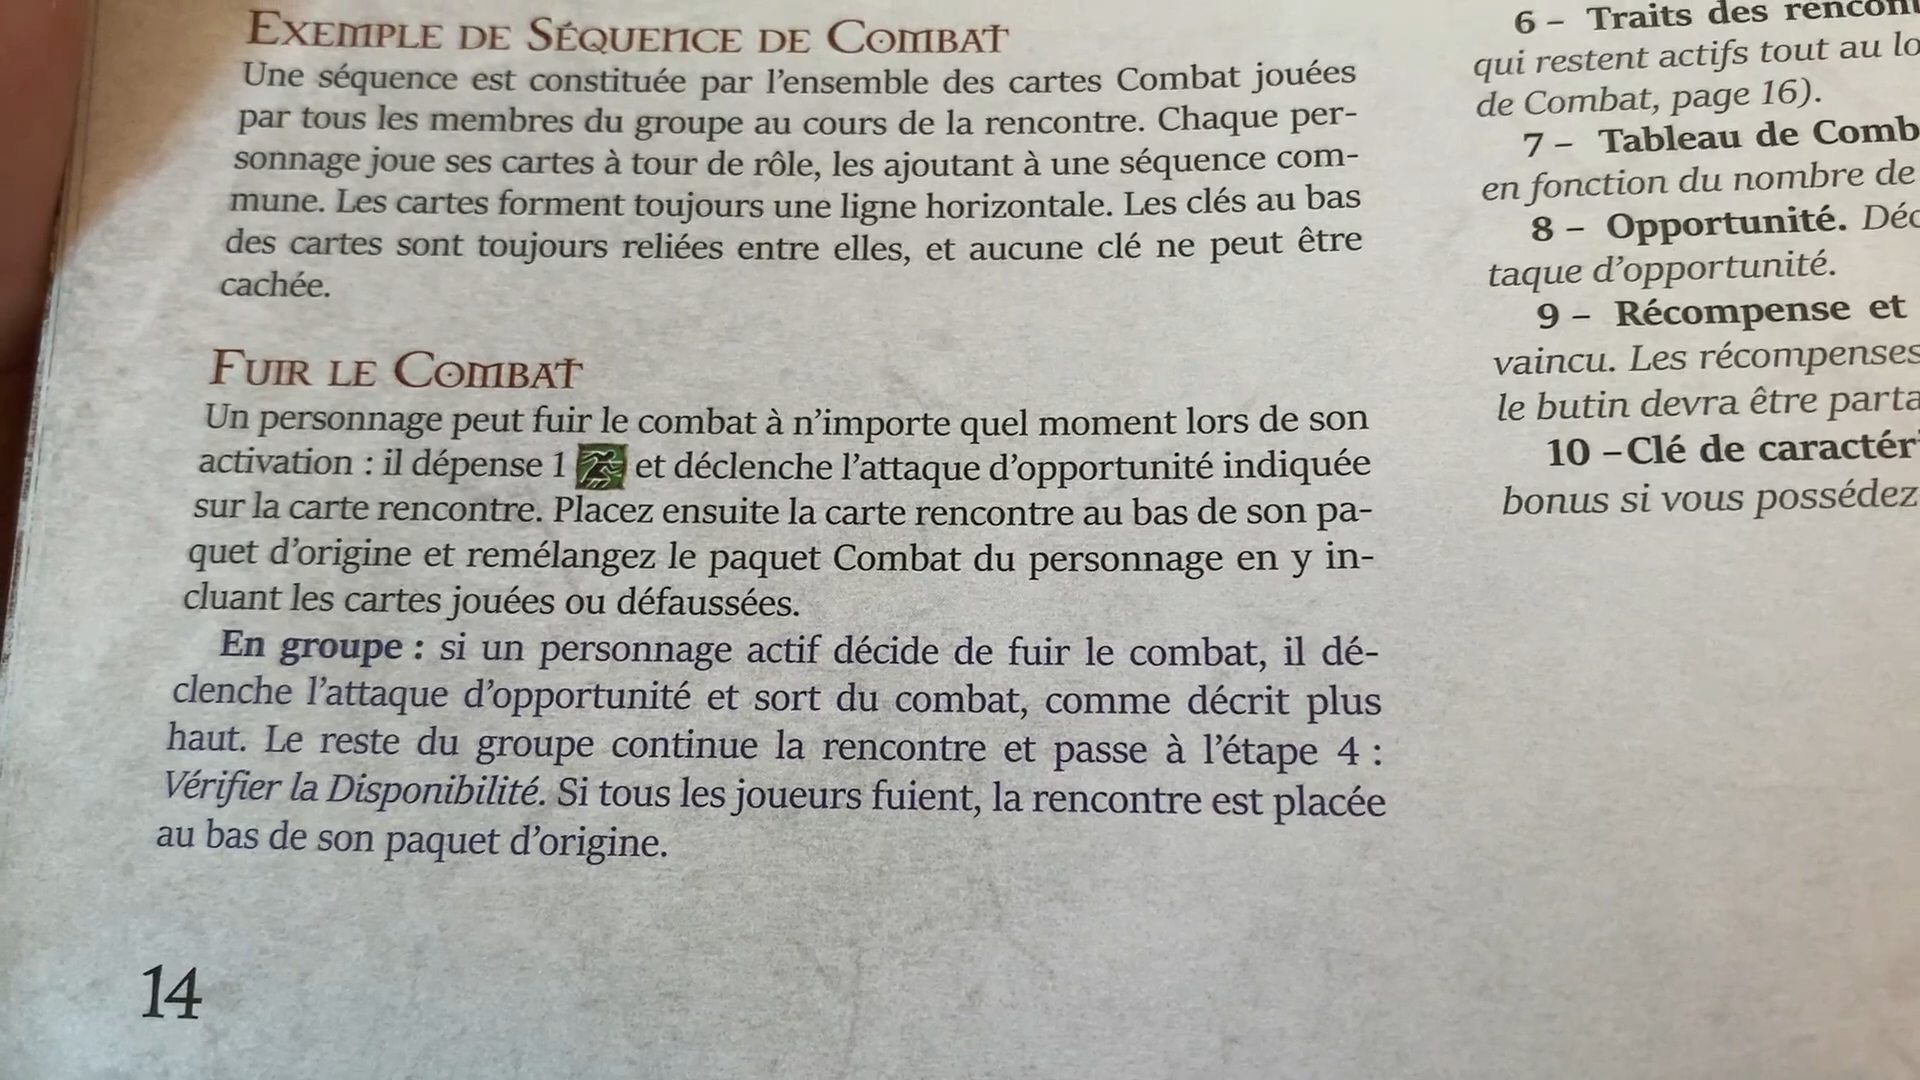 Exemple de Séquence de Combat
Une séquence est constituée par l'ensemble des cartes Combat jouées
par tous les membres du groupe au cours de la rencontre. Chaque per-
sonnage joue ses cartes à tour de rôle, les ajoutant à une séquence com-
mune. Les cartes forment toujours une ligne horizontale. Les clés au bas
des cartes sont toujours reliées entre elles, et aucune clé ne peut être
cachée.
Fuir le Combat
Un personnage peut fuir le combat à n'importe quel moment lors de son
activation : il dépense 1 et déclenche l'attaque d'opportunité indiquée
sur la carte rencontre. Placez ensuite la carte rencontre au bas de son pa-
quet d'origine et remélangez le paquet Combat du personnage en y in-
cluant les cartes jouées ou défaussées.
En groupe : si un personnage actif décide de fuir le combat, il dé-
clenche l'attaque d'opportunité et sort du combat, comme décrit plus
haut. Le reste du groupe continue la rencontre et passe à l'étape 4 :
Vérifier la Disponibilité. Si tous les joueurs fuient, la rencontre est placée
au bas de son paquet d'origine.
14
6 – Traits des
qui restent actifs tout au
de Combat, page 16).
7 – Tableau de
en fonction du nombre de
8 – Opportunité.
taque d'opportunité.
9 – Récompense et
vaincu. Les récompenses
le butin devra être
10 – Clé de
bonus si vous possédez